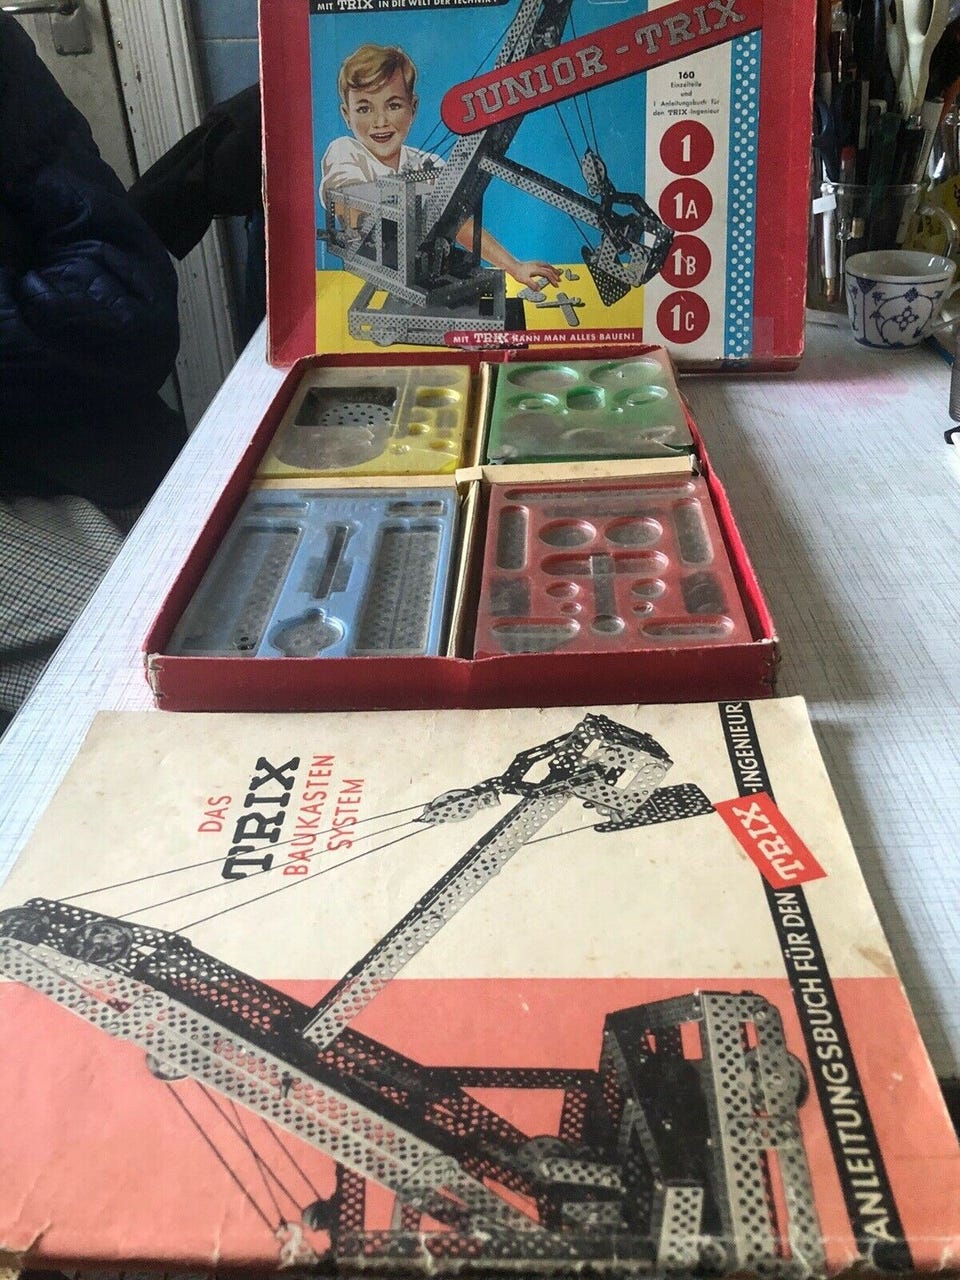 MIT TRIX IN DIE WELT DER TECHNIK!
JUNIOR-TRIX
160
Einzelteile
und
1 Anleitungsbuch für
den TRIX-Ingenieur
1
1A
1B
1C
MIT TRIX KANN MAN ALLES BAUEN!
DAS
TRIX
BAUKASTEN
SYSTEM
ANLEITUNGSBUCH FÜR DEN TRIX-INGENIEUR